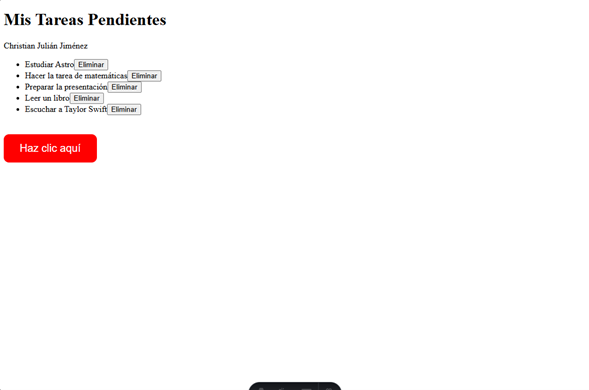 Mis Tareas Pendientes
Christian Julián Jiménez
Estudiar Astro Eliminar
Hacer la tarea de matemáticas Eliminar
Preparar la presentación Eliminar
Leer un libro Eliminar
Escuchar a Taylor Swift Eliminar
Haz clic aquí